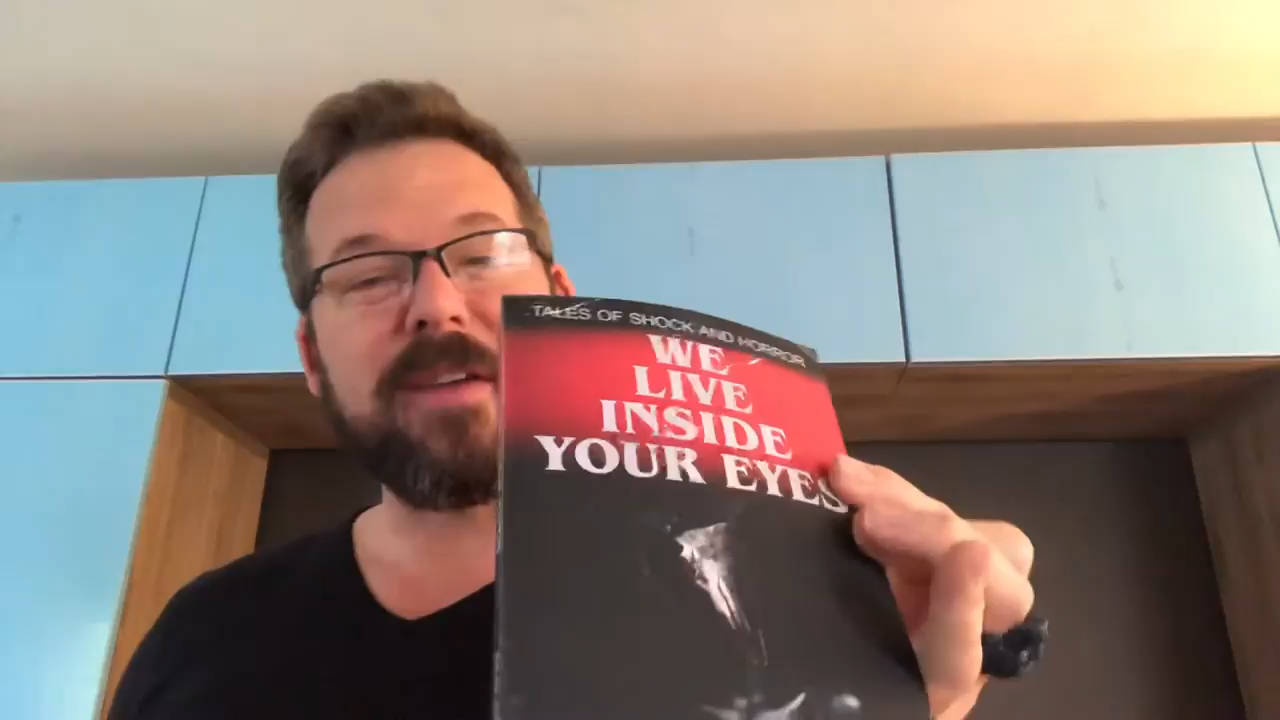 TALES OF SHOCK AND HORROR
WE
LIVE
INSIDE
YOUR EYES